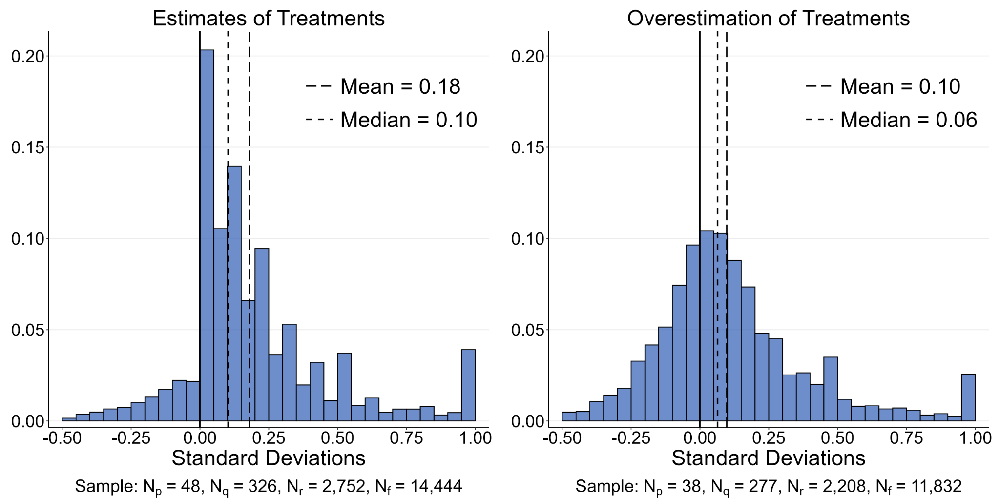 Estimates of Treatments
0.20
0.15
0.10
0.05
0.00
Mean = 0.18
Median = 0.10
-0.50 -0.25 0.00 0.25 0.50 0.75 1.00
Standard Deviations
Sample: Np = 48, Nq = 326, Nr = 2,752, Nf = 14,444
Overestimation of Treatments
0.20
0.15
0.10
0.05
0.00
Mean = 0.10
Median = 0.06
-0.50 -0.25 0.00 0.25 0.50 0.75 1.00
Standard Deviations
Sample: Np = 38, Nq = 277, Nr = 2,208, Nf = 11,832